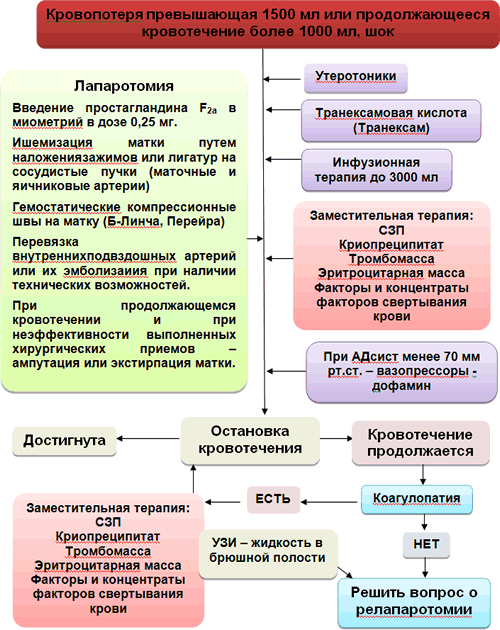 Кровопотеря превышающая 1500 мл или продолжающееся
кровотечение более 1000 мл, шок
Лапаротомия
Введение простагландина F2a в
миометрий в дозе 0,25 мг.
Ишемизация матки путем
наложениязажимов или лигатур на
сосудистые пучки (маточные и
яичниковые артерии)
Гемостатические компрессионные
швы на матку (Б-Линча, Перейра)
Перевязка
внутреннихподвздошных артерий
или их эмболизаиия при наличии
технических возможностей.
При продолжающемся
кровотечении и при
неэффективности выполненных
хирургических приемов –
ампутация или экстирпация матки.
Утеротоники
Транексамовая кислота
(Транексам)
Инфузионная
терапия до 3000 мл
Заместительная терапия:
СЗП
Криопреципитат
Тромбомасса
Эритроцитарная масса
Факторы и концентраты
факторов свертывания
крови
При АДсист менее 70 мм
рт.ст. – вазопрессоры -
дофамин
Достигнута
Остановка
кровотечения
Кровотечение
продолжается
Заместительная терапия:
СЗП
Криопреципитат
Тромбомасса
Эритроцитарная масса
Факторы и концентраты
факторов свертывания
крови
ЕСТЬ
Коагулопатия
УЗИ – жидкость в
брюшной полости
НЕТ
Решить вопрос о
релапаротомии